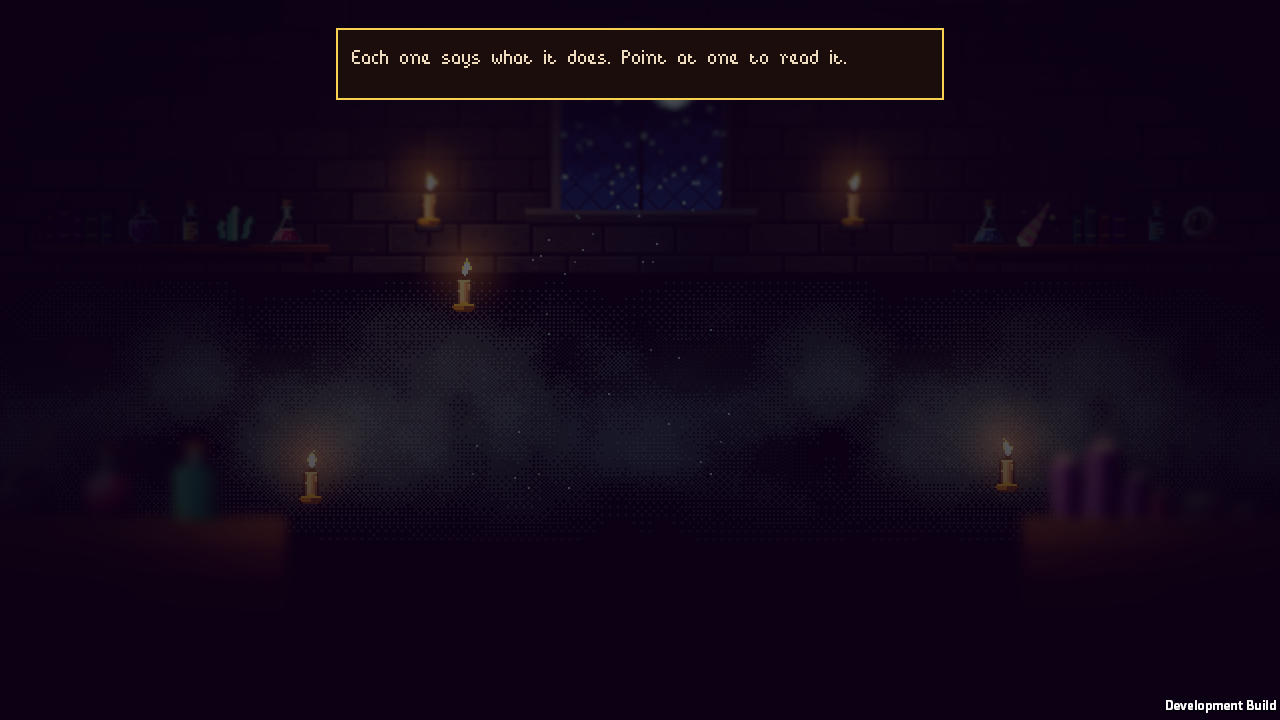 Each one says what it does. Point at one to read it.
Development Build